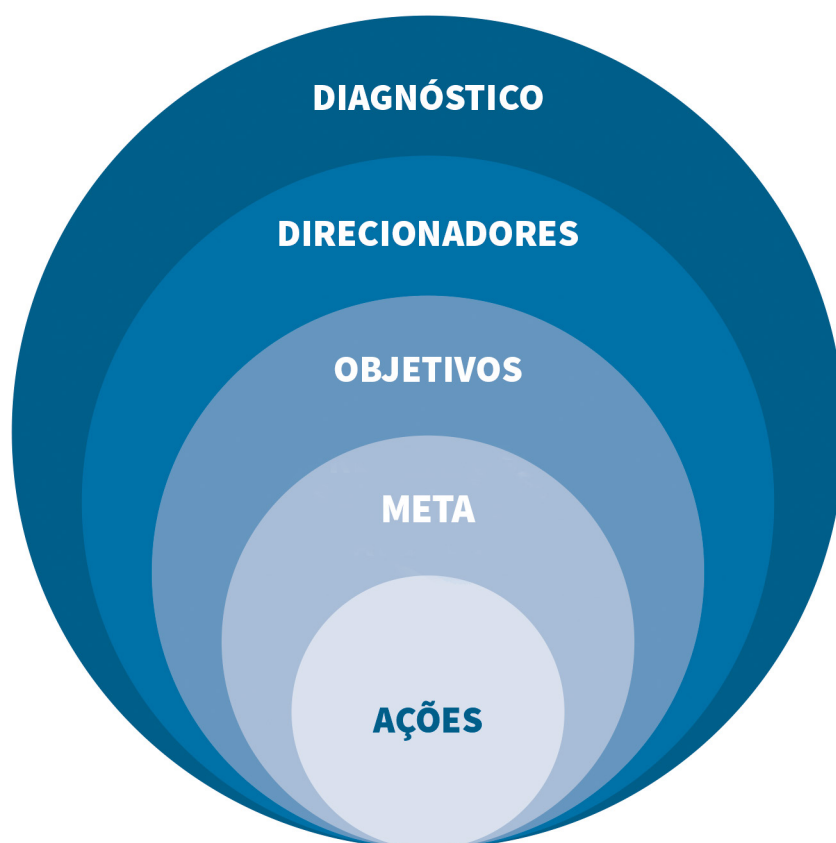 DIAGNÓSTICO
DIRECIONADORES
OBJETIVOS
META
AÇÕES